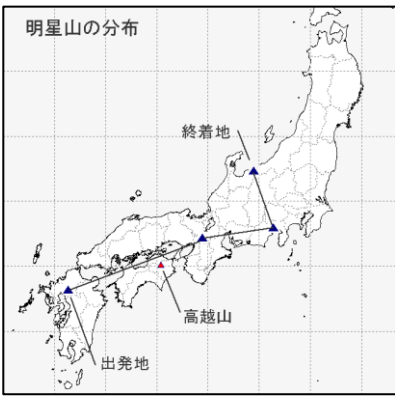 明星山の分布
終着地
高越山
出発地